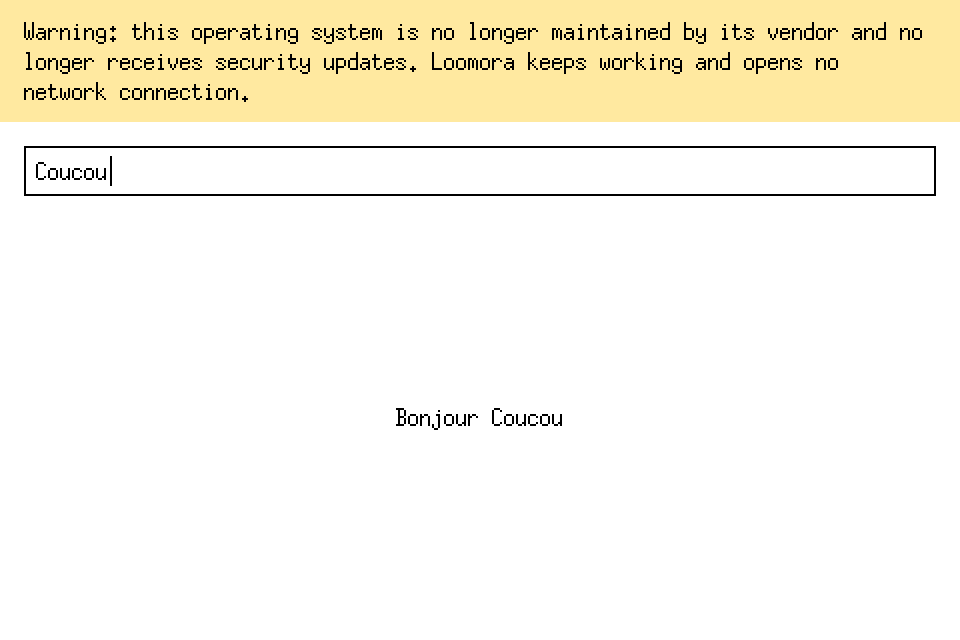 Warning: this operating system is no longer maintained by its vendor and no
longer receives security updates. Loomora keeps working and opens no
network connection.
Coucou
Bonjour Coucou